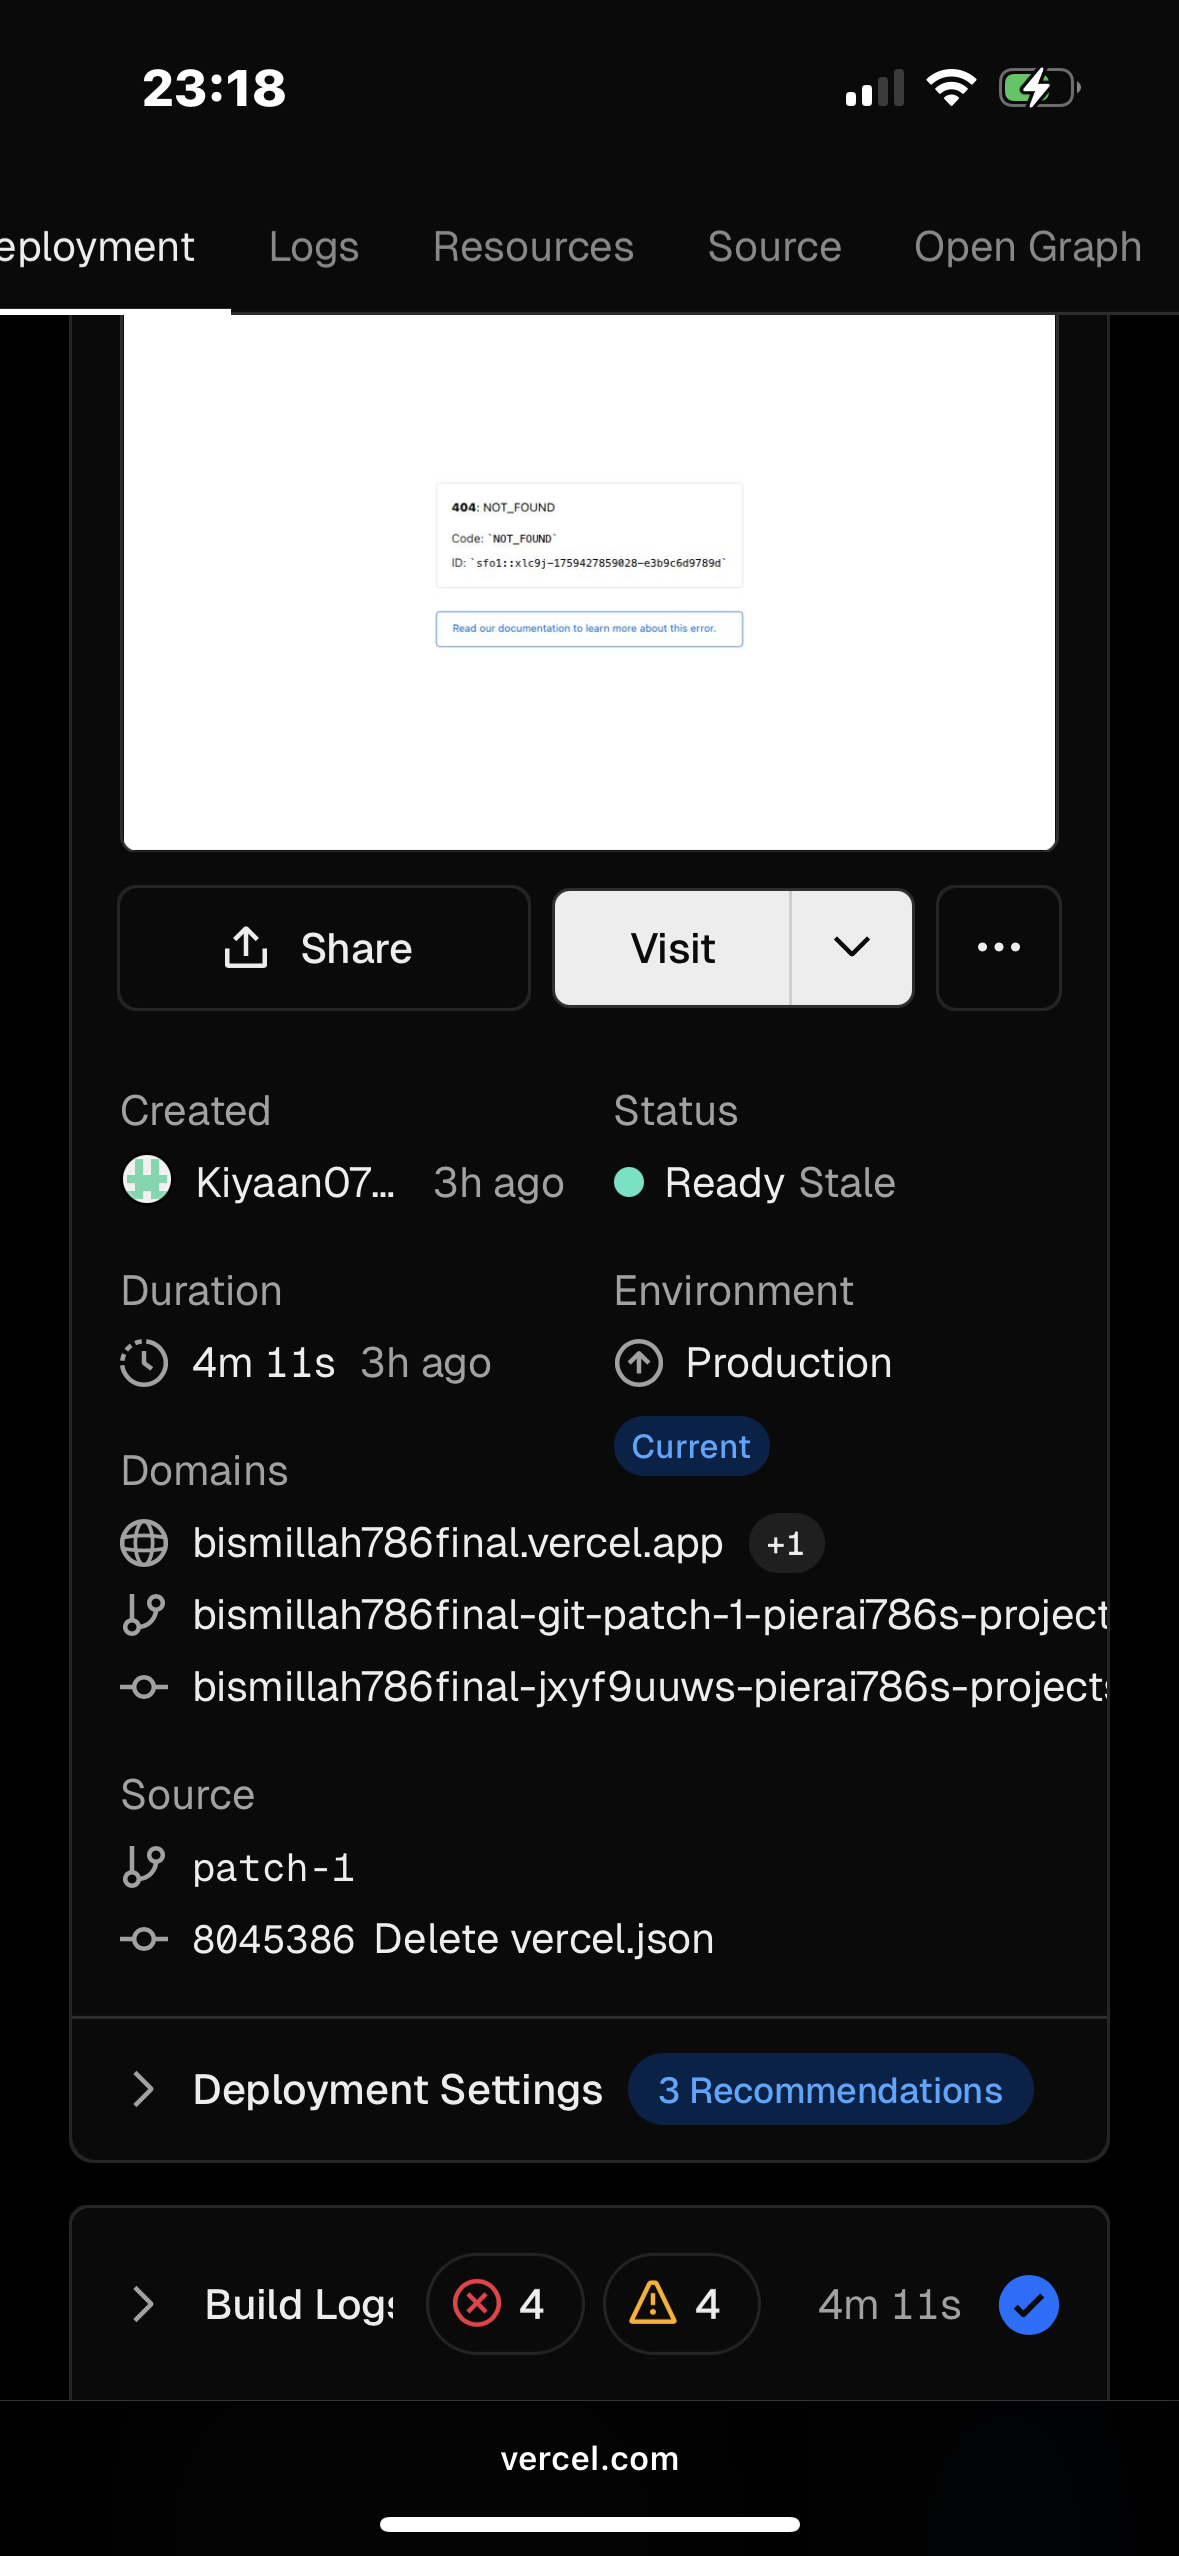 23:18
eployment Logs Resources Source Open Graph
404: NOT_FOUND
Code: `NOT_FOUND`
ID: `sfo1::xlc9j-1759427859028-e3b9c6d9789d`
Read our documentation to learn more about this error.
Share Visit
Created Status
Kiyaan07... 3h ago Ready Stale
Duration Environment
4m 11s 3h ago Production
Current
Domains
bismillah786final.vercel.app +1
bismillah786final-git-patch-1-pierai786s-project
bismillah786final-jxyf9uuws-pierai786s-projects
Source
patch-1
8045386 Delete vercel.json
Deployment Settings 3 Recommendations
Build Logs 4 4 4m 11s
vercel.com